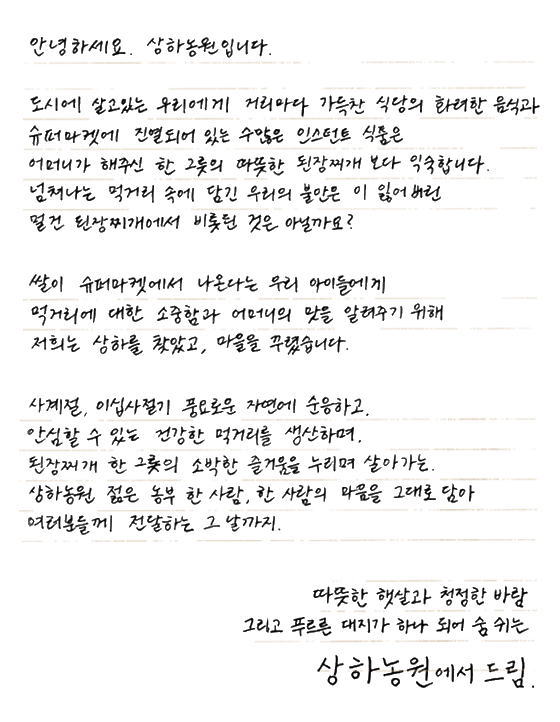 안녕하세요. 상하농원입니다.
도시에 살고있는 우리에게 거리마다 가득찬 식당의 화려한 음식과
슈퍼마켓에 진열되어 있는 수많은 인스턴트 식품은
어머니가 해주신 한 그릇의 따뜻한 된장찌개 보다 익숙합니다.
넘쳐나는 먹거리 속에 담긴 우리의 불안은 이 잃어버린
멀건 된장찌개에서 비롯된 것은 아닐까요?
쌀이 슈퍼마켓에서 나온다는 우리 아이들에게
먹거리에 대한 소중함과 어머니의 맛을 알려주기 위해
저희는 상하를 찾았고, 마을을 꾸렸습니다.
사계절, 이십사절기 풍요로운 자연에 순응하고,
안심할 수 있는 건강한 먹거리를 생산하며,
된장찌개 한 그릇의 소박한 즐거움을 누리며 살아가는.
상하농원 젊은 농부 한 사람, 한 사람의 마음을 그대로 담아
여러분들께 전달하는 그 날까지.
따뜻한 햇살과 청정한 바람
그리고 푸르른 대지가 하나 되어 숨 쉬는
상하농원에서 드림.